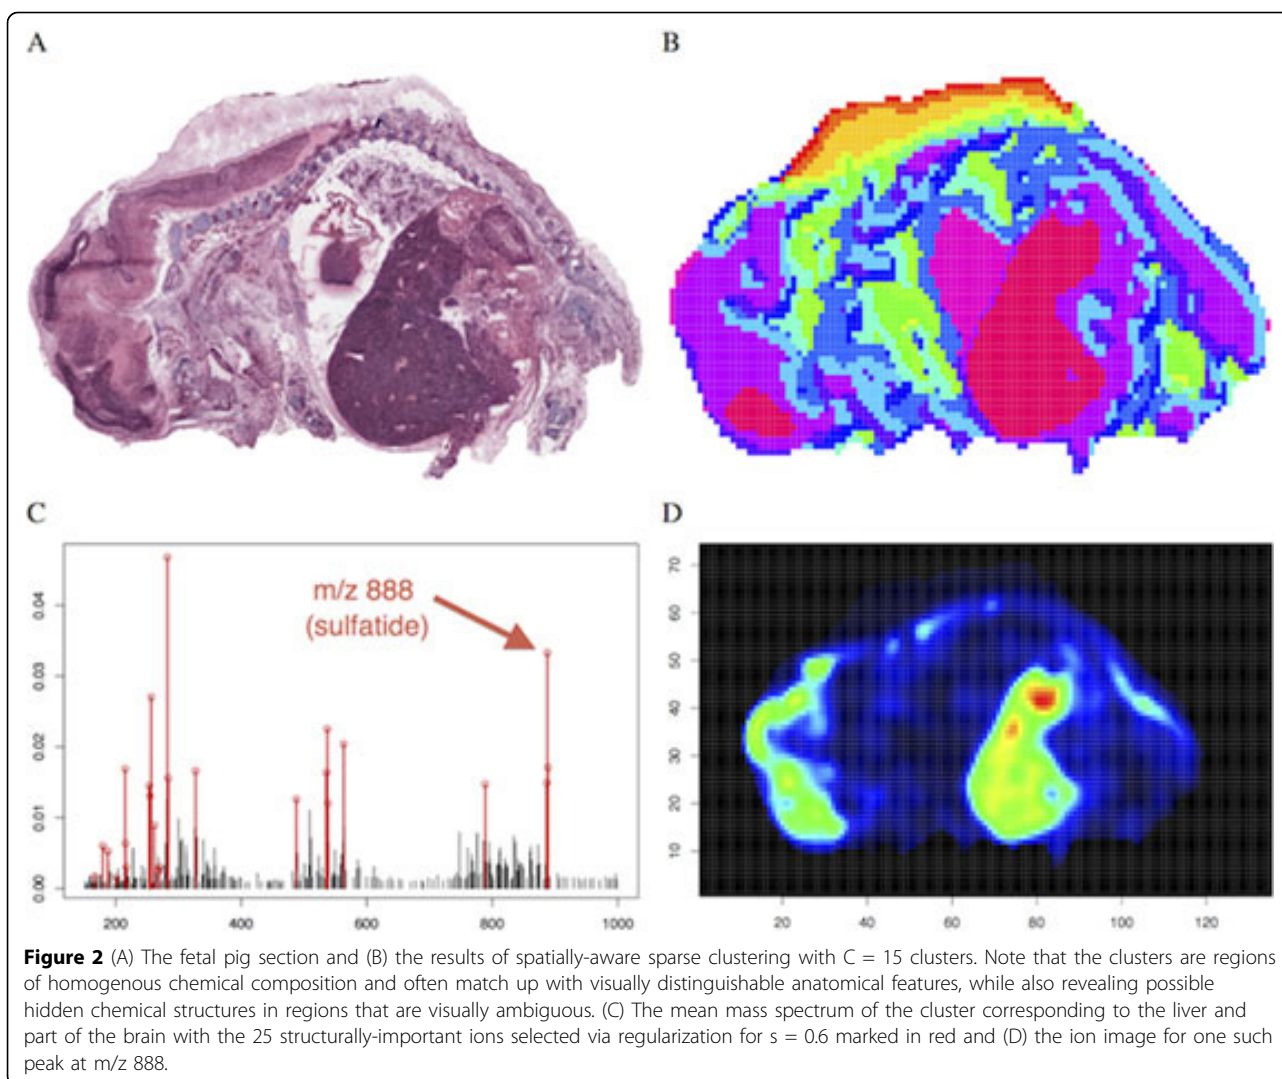 A
B
C
D
m/z 888
(sulfatide)
0.04
0.03
0.02
0.01
0.00
200 400 600 800 1000
70
60
50
40
30
20
10
20 40 60 80 100 120
Figure 2 (A) The fetal pig section and (B) the results of spatially-aware sparse clustering with C = 15 clusters. Note that the clusters are regions
of homogenous chemical composition and often match up with visually distinguishable anatomical features, while also revealing possible
hidden chemical structures in regions that are visually ambiguous. (C) The mean mass spectrum of the cluster corresponding to the liver and
part of the brain with the 25 structurally-important ions selected via regularization for s = 0.6 marked in red and (D) the ion image for one such
peak at m/z 888.